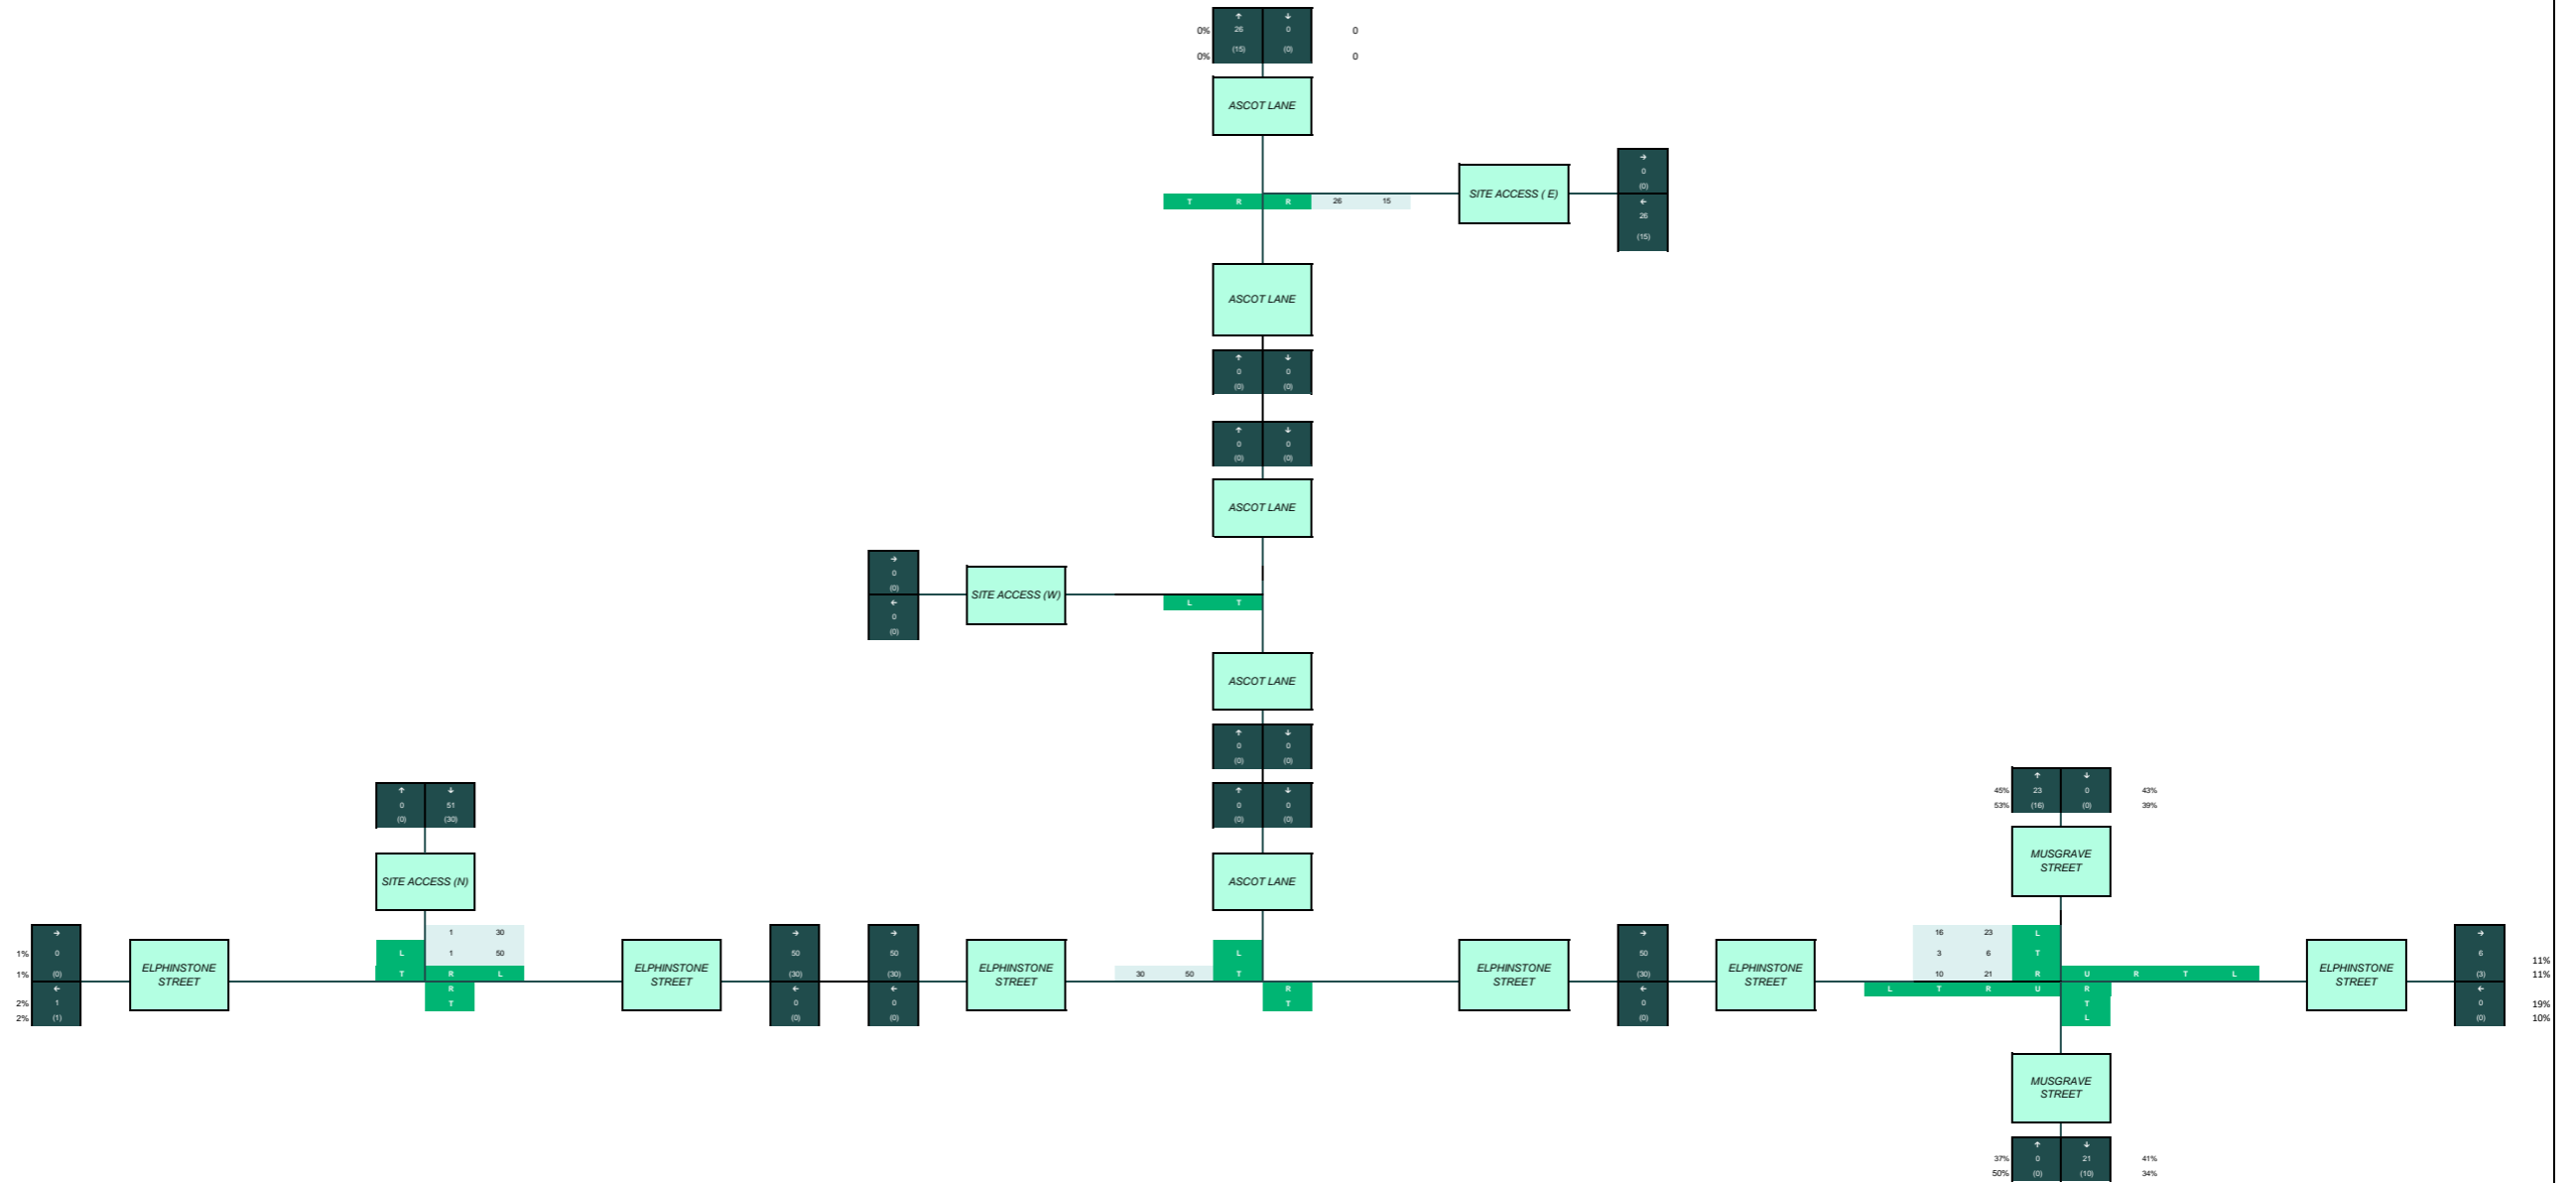 ↑ ↓
0% 26 0 0
(15) (0)
0% 0
ASCOT LANE
→
0
(0)
SITE ACCESS ( E)
T R R 26 15
←
26
(15)
ASCOT LANE
↑ ↓
0 0
(0) (0)
↑ ↓
0 0
(0) (0)
ASCOT LANE
→
0
(0)
SITE ACCESS (W)
←
L T
0
(0)
ASCOT LANE
↑ ↓
0 0
(0) (0)
↑ ↓
45% 23 0 43%
53% (16) (0) 39%
↑ ↓ ↑ ↓
0 51 0 0
(0) (30) (0) (0)
MUSGRAVE
STREET
SITE ACCESS (N)
ASCOT LANE
→ 1 30 → → → 16 23 L →
1% 0 L 1 50 50 50 L 50 3 6 T 6 11%
ELPHINSTONE
STREET
ELPHINSTONE
STREET
ELPHINSTONE
STREET
ELPHINSTONE
STREET
ELPHINSTONE
STREET
ELPHINSTONE
STREET
1% (0) T R L (30) (30) 30 50 T (30) 10 21 R U R T L (3) 11%
← R ← ← R ← L T R U R ←
2% 1 T 0 0 T 0 T 0 19%
2% (1) (0) (0) (0) L (0) 10%
MUSGRAVE
STREET
↑ ↓
37% 0 21 41%
50% (0) (10) 34%